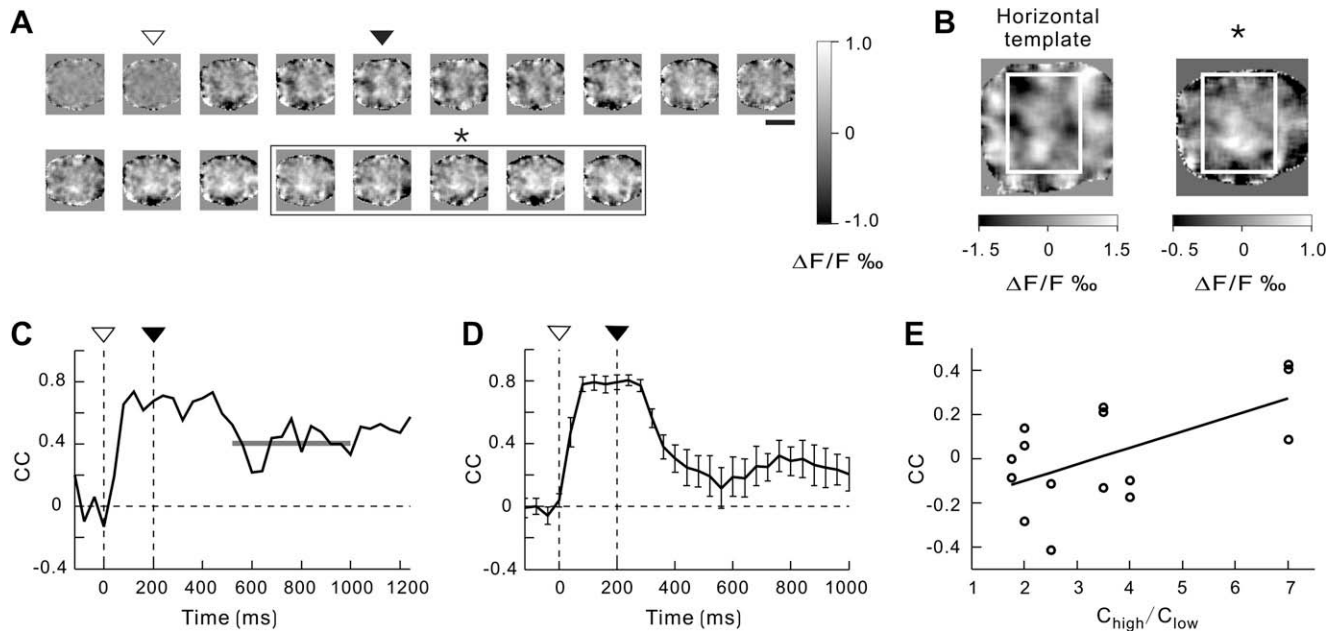 A
1.0
0
-1.0
ΔF/F ‰
*
B
Horizontal
template
*
-1.5 0 1.5
ΔF/F ‰
-0.5 0 1.0
ΔF/F ‰
C
CC
0.8
0.4
0
-0.4
0 200 400 600 800 1000 1200
Time (ms)
D
CC
0.8
0.4
0
-0.4
0 200 400 600 800 1000
Time (ms)
E
CC
0.4
0.2
0
-0.2
-0.4
1 2 3 4 5 6 7
Chigh/Clow